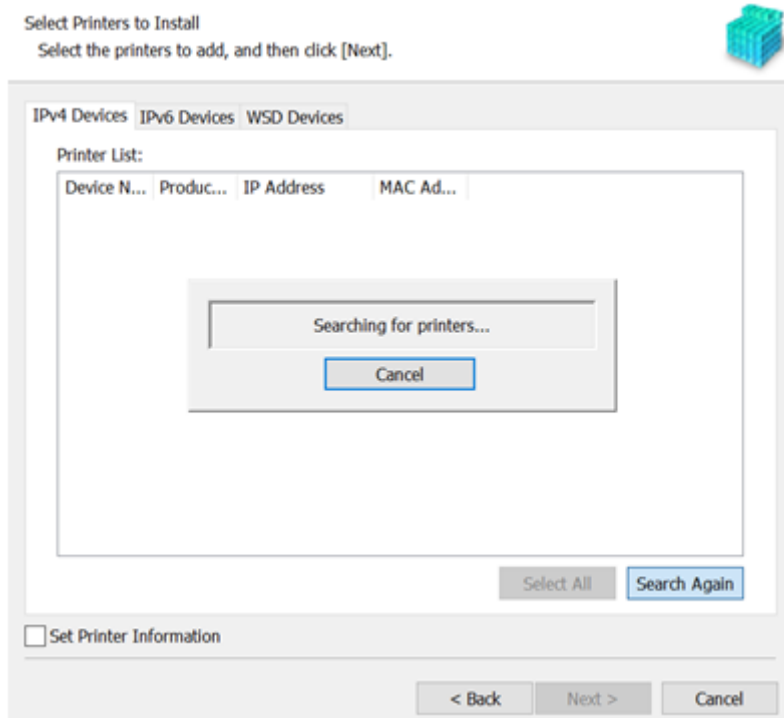 Select Printers to Install
Select the printers to add, and then click [Next].
IPv4 Devices IPv6 Devices WSD Devices
Printer List:
Device N... Produc... IP Address MAC Ad...
Searching for printers...
Cancel
Select All Search Again
Set Printer Information
< Back Next > Cancel